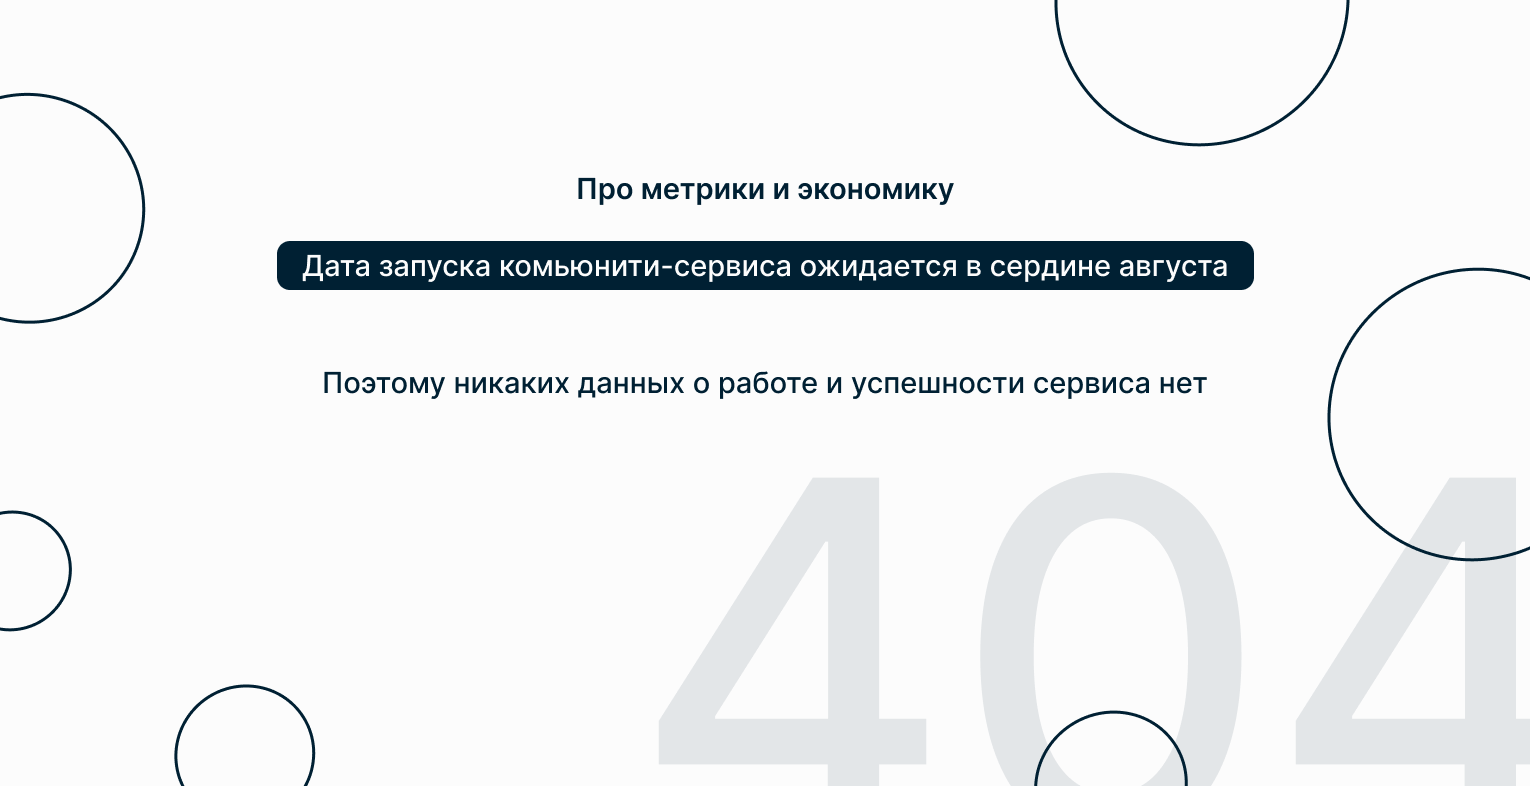 Про метрики и экономику
Дата запуска комьюнити-сервиса ожидается в сердине августа
Поэтому никаких данных о работе и успешности сервиса нет
404